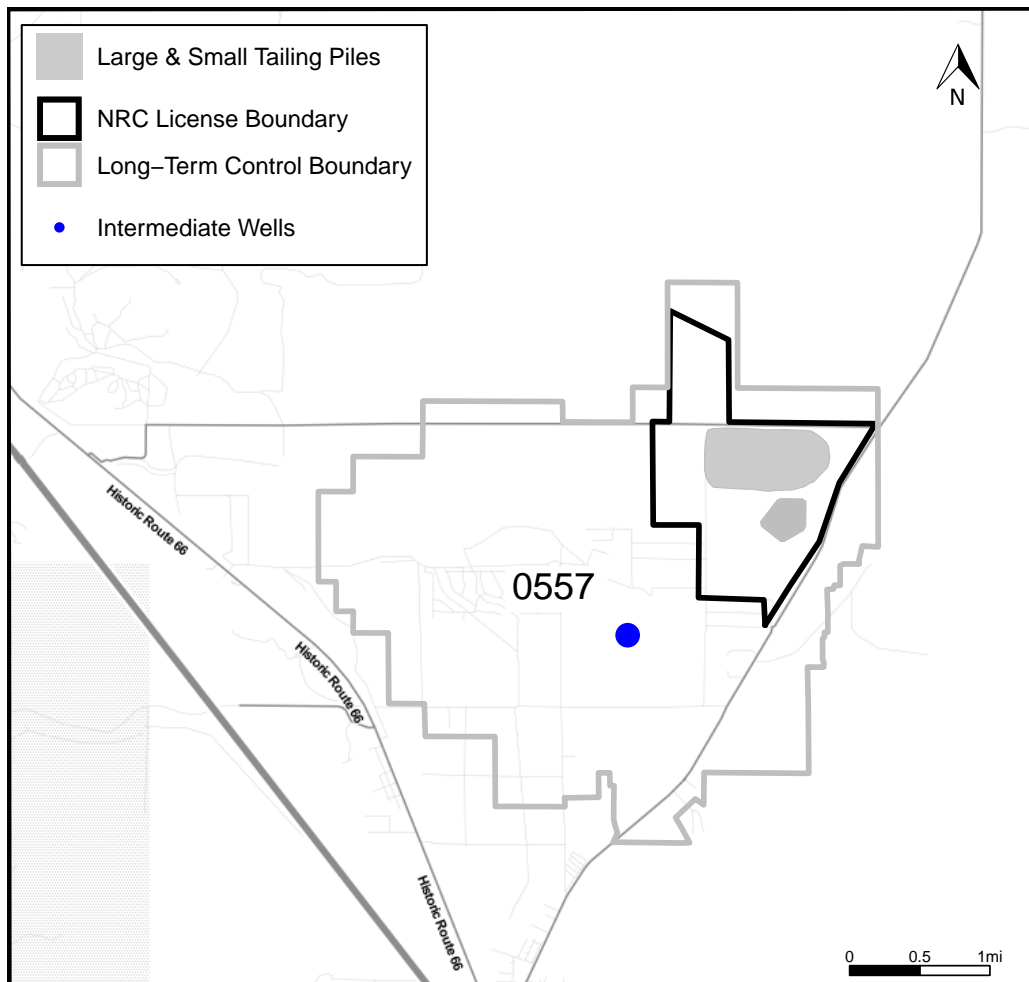 Large & Small Tailing Piles
NRC License Boundary
Long−Term Control Boundary
Intermediate Wells
N
Historic Route 66
0557
Historic Route 66
Historic Route 66
0 0.5 1mi